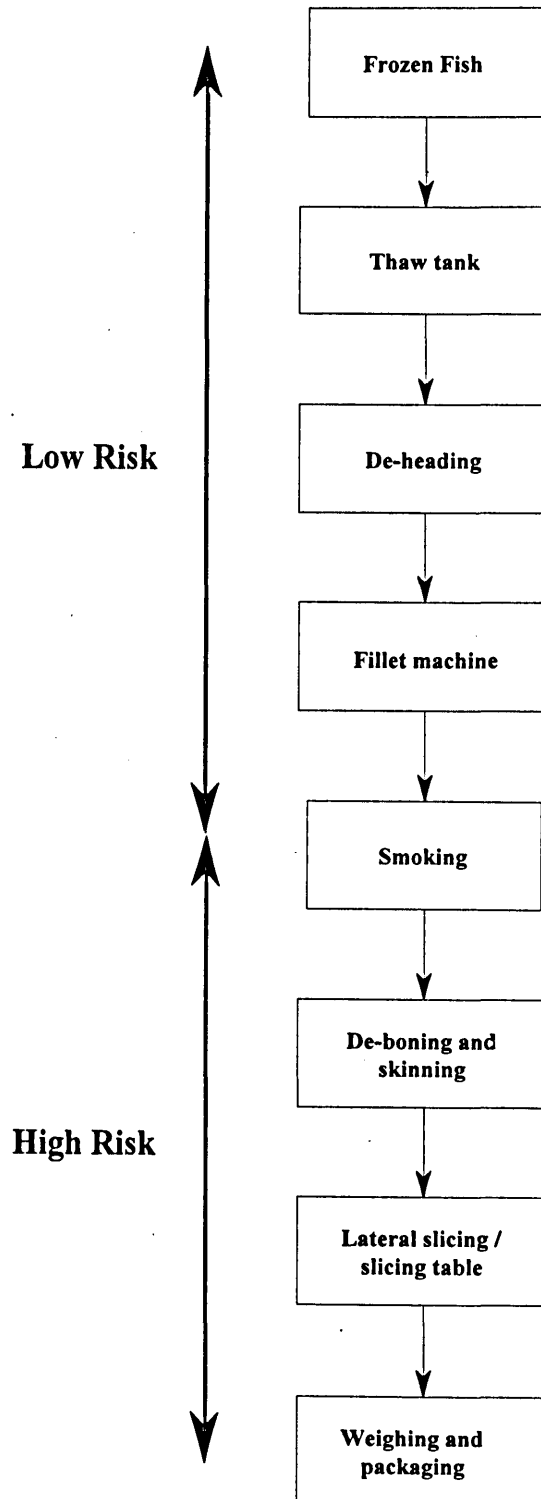 Frozen Fish
Thaw tank
De-heading
Low Risk
Fillet machine
Smoking
De-boning and
skinning
High Risk
Lateral slicing /
slicing table
Weighing and
packaging